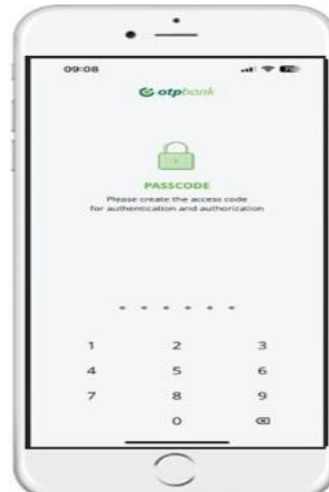 09:08
otpbank
PASSCODE
Please create the access code
for authentication and authorization
1 2 3
4 5 6
7 8 9
0